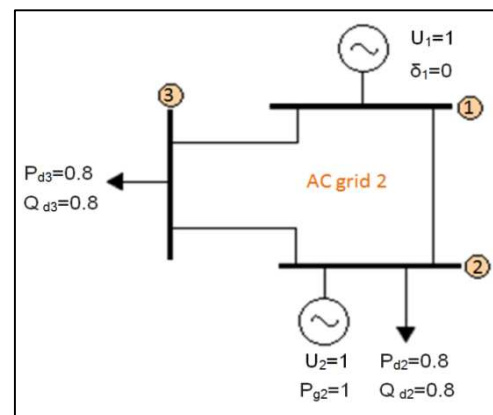 U₁=1
δ₁=0
3
1
P_d3=0.8
Q_d3=0.8
AC grid 2
2
U₂=1
P_g2=1
P_d2=0.8
Q_d2=0.8